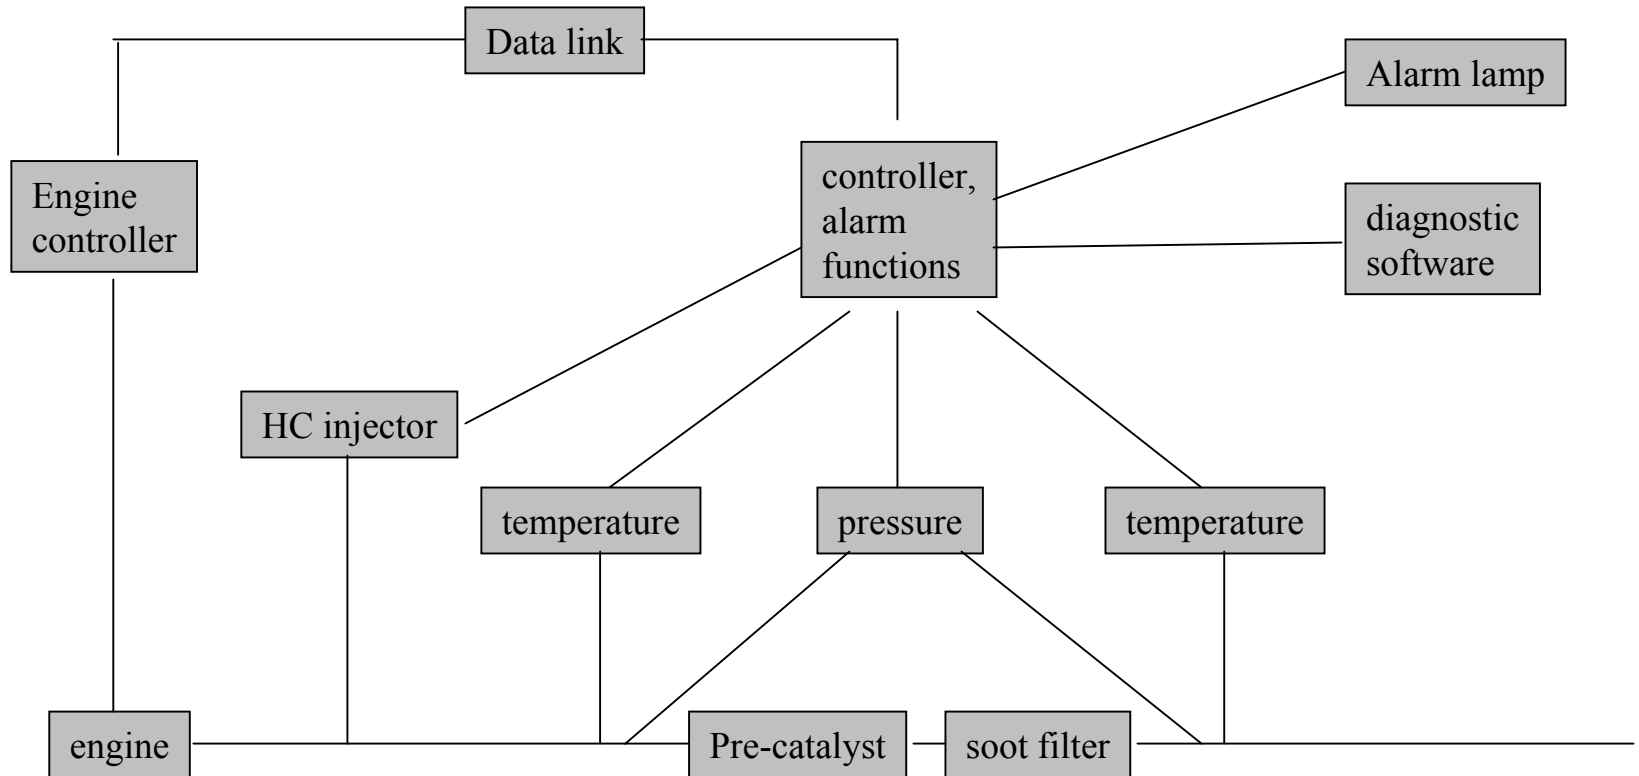 Data link
Alarm lamp
Engine
controller
controller,
alarm
functions
diagnostic
software
HC injector
temperature
pressure
temperature
engine
Pre-catalyst
soot filter